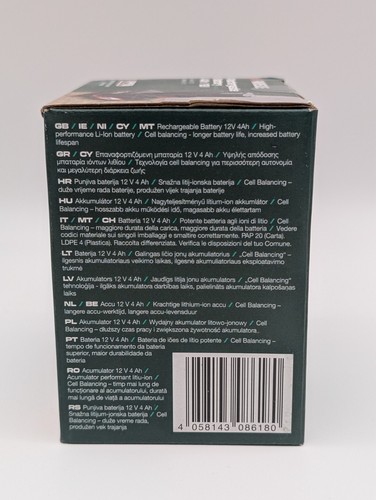 GB / IE / NI / CY / MT Rechargeable Battery 12V 4Ah / High-
performance Li-Ion battery / Cell balancing - longer battery life, increased battery
lifespan
GR / CY Επαναφορτιζόμενη μπαταρία 12 V 4 Ah / Υψηλής απόδοσης
μπαταρία ιόντων λιθίου / Τεχνολογία cell balancing για περισσότερη αυτονομία
και μεγαλύτερη διάρκεια ζωής
HR Punjiva baterija 12 V 4 Ah / Snažna litij-ionska baterija / Cell Balancing –
duže vrijeme rada baterije, produžen vijek trajanja baterije
HU Akkumulátor 12 V 4 Ah / Nagyteljesítményű lítium-ion akkumlátor / Cell
Balancing – hosszabb akku működési idő, magasabb akku élettartam
IT / MT / CH Batteria 12 V 4 Ah / Potente batteria agli ioni di litio / Cell
Balancing – maggiore durata della carica, maggiore durata della batteria / Vedere
codici materiale sui singoli imballaggi e smaltirli correttamente. PAP 20 (Carta).
LDPE 4 (Plastica). Raccolta differenziata. Verifica le disposizioni del tuo Comune.
LT Baterija 12 V 4 Ah / Galingas ličio jonų akumuliatorius / „Cell Balancing“ –
ilgesnis akumuliatoriaus veikimo laikas, ilgesnė akumuliatoriaus eksploatavimo
trukmė
LV Akumulators 12 V 4 Ah / Jaudīgs litija jonu akumulators / „Cell Balancing“
tehnoloģija - ilgāks akumulatora darbības laiks, palielināts akumulatora kalpošanas
laiks
NL / BE Accu 12 V 4 Ah / Krachtige lithium-ion accu / Cell Balancing –
langere accu-werktijd, langere accu-levensduur
PL Akumulator 12 V 4 Ah / Wydajny akumulator litowo-jonowy / Cell
Balancing – dłuższy czas pracy i zwiększona żywotność akumulatora.
PT Bateria 12 V 4 Ah / Bateria de iões de lítio potente / Cell Balancing –
tempo de funcionamento da bateria
superior, maior durabilidade da
bateria
RO Acumulator 12 V 4 Ah /
Acumulator performant litiu-ion /
Cell Balancing – timp mai lung de
funcționare al acumulatorului, durată
mai lungă de viață a acumulatorului
RS Punjiva baterija 12 V 4 Ah /
Snažna litijum-jonska baterija / Cell
Balancing – duže vreme rada,
produžen vek trajanja
4 058143 086180 >